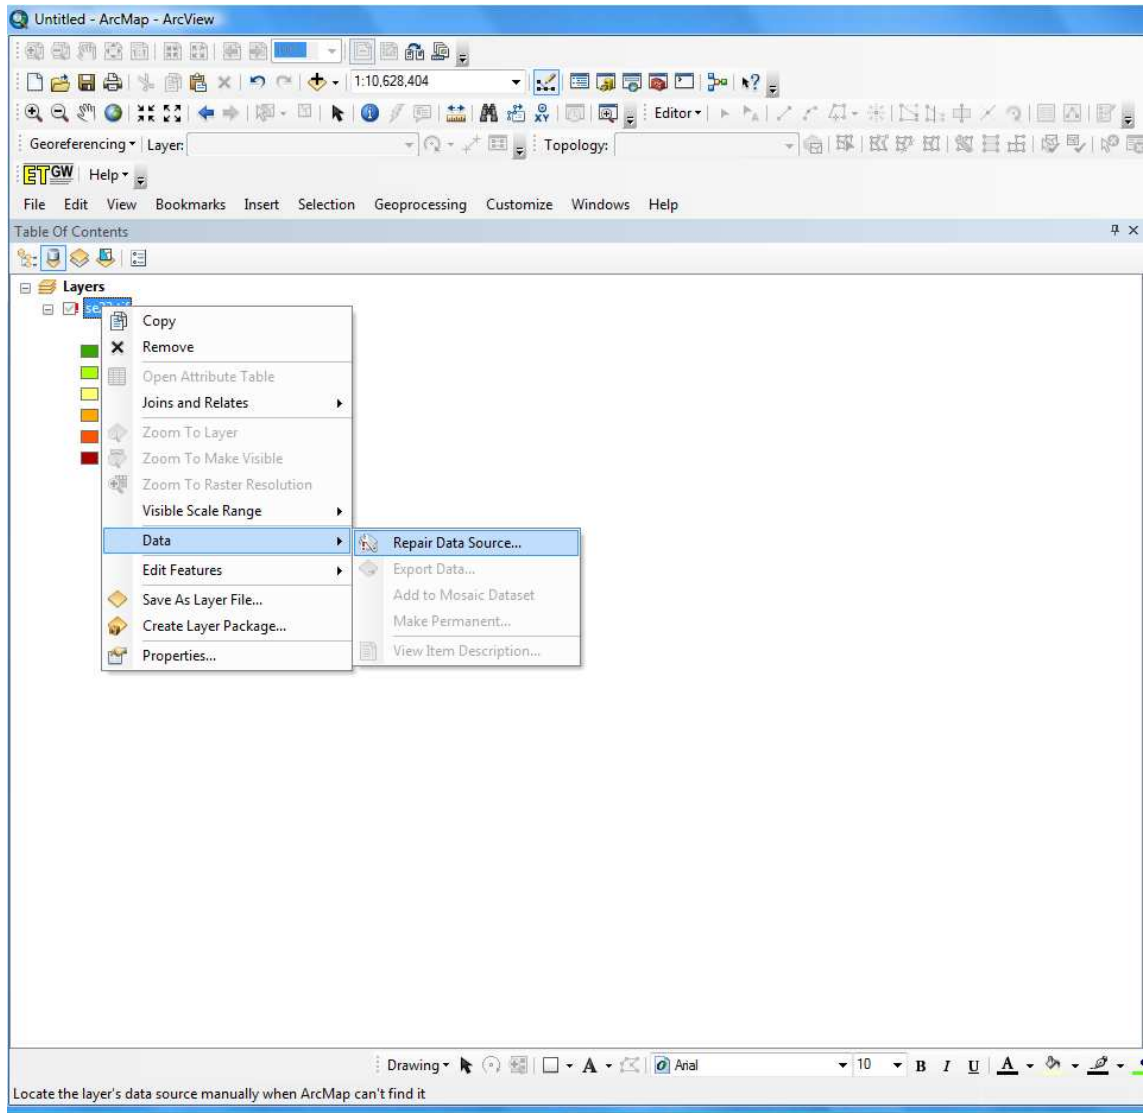 Untitled - ArcMap - ArcView
1:10,628,404
Editor
Georeferencing Layer: Topology:
ET GW Help
File Edit View Bookmarks Insert Selection Geoprocessing Customize Windows Help
Table Of Contents
Layers
Copy
Remove
Open Attribute Table
Joins and Relates
Zoom To Layer
Zoom To Make Visible
Zoom To Raster Resolution
Visible Scale Range
Data
Repair Data Source...
Edit Features
Export Data...
Save As Layer File...
Add to Mosaic Dataset
Create Layer Package...
Make Permanent...
Properties...
View Item Description...
Drawing A Arial 10 B I U A
Locate the layer's data source manually when ArcMap can't find it